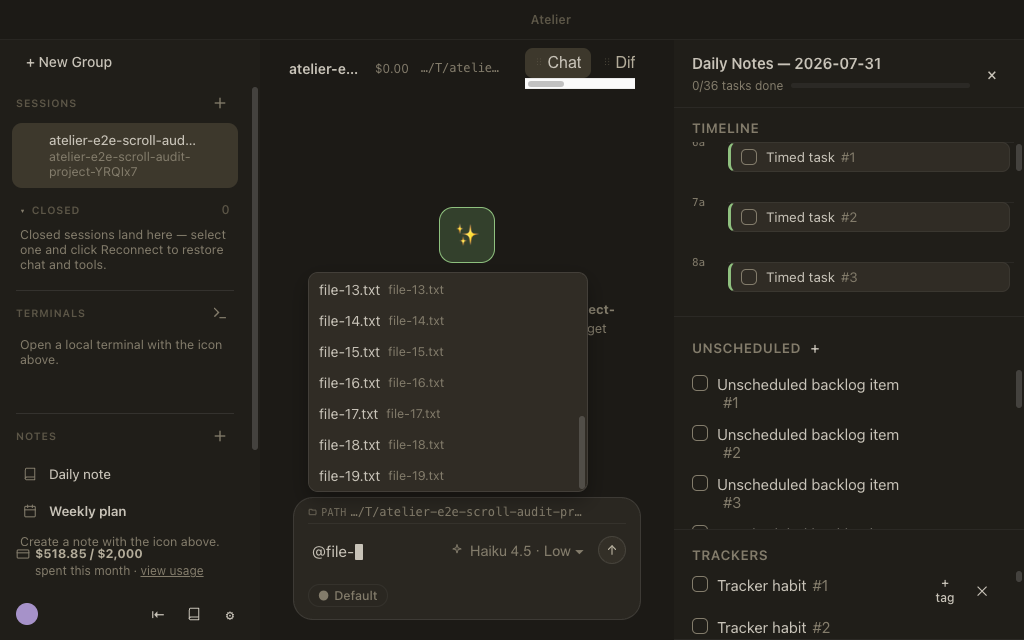 Atelier
+ New Group
SESSIONS
atelier-e2e-scroll-aud...
atelier-e2e-scroll-audit-
project-YRQIx7
CLOSED 0
Closed sessions land here — select
one and click Reconnect to restore
chat and tools.
TERMINALS
Open a local terminal with the icon
above.
NOTES
Daily note
Weekly plan
Create a note with the icon above.
$518.85 / $2,000
spent this month · view usage
atelier-e... $0.00 …/T/atelie… Chat Dif
ect-
get
file-13.txt file-13.txt
file-14.txt file-14.txt
file-15.txt file-15.txt
file-16.txt file-16.txt
file-17.txt file-17.txt
file-18.txt file-18.txt
file-19.txt file-19.txt
PATH …/T/atelier-e2e-scroll-audit-pr…
@file- Haiku 4.5 · Low
Default
Daily Notes — 2026-07-31
0/36 tasks done
TIMELINE
6a
Timed task #1
7a
Timed task #2
8a
Timed task #3
UNSCHEDULED +
Unscheduled backlog item
#1
Unscheduled backlog item
#2
Unscheduled backlog item
#3
TRACKERS
Tracker habit #1 + tag
Tracker habit #2